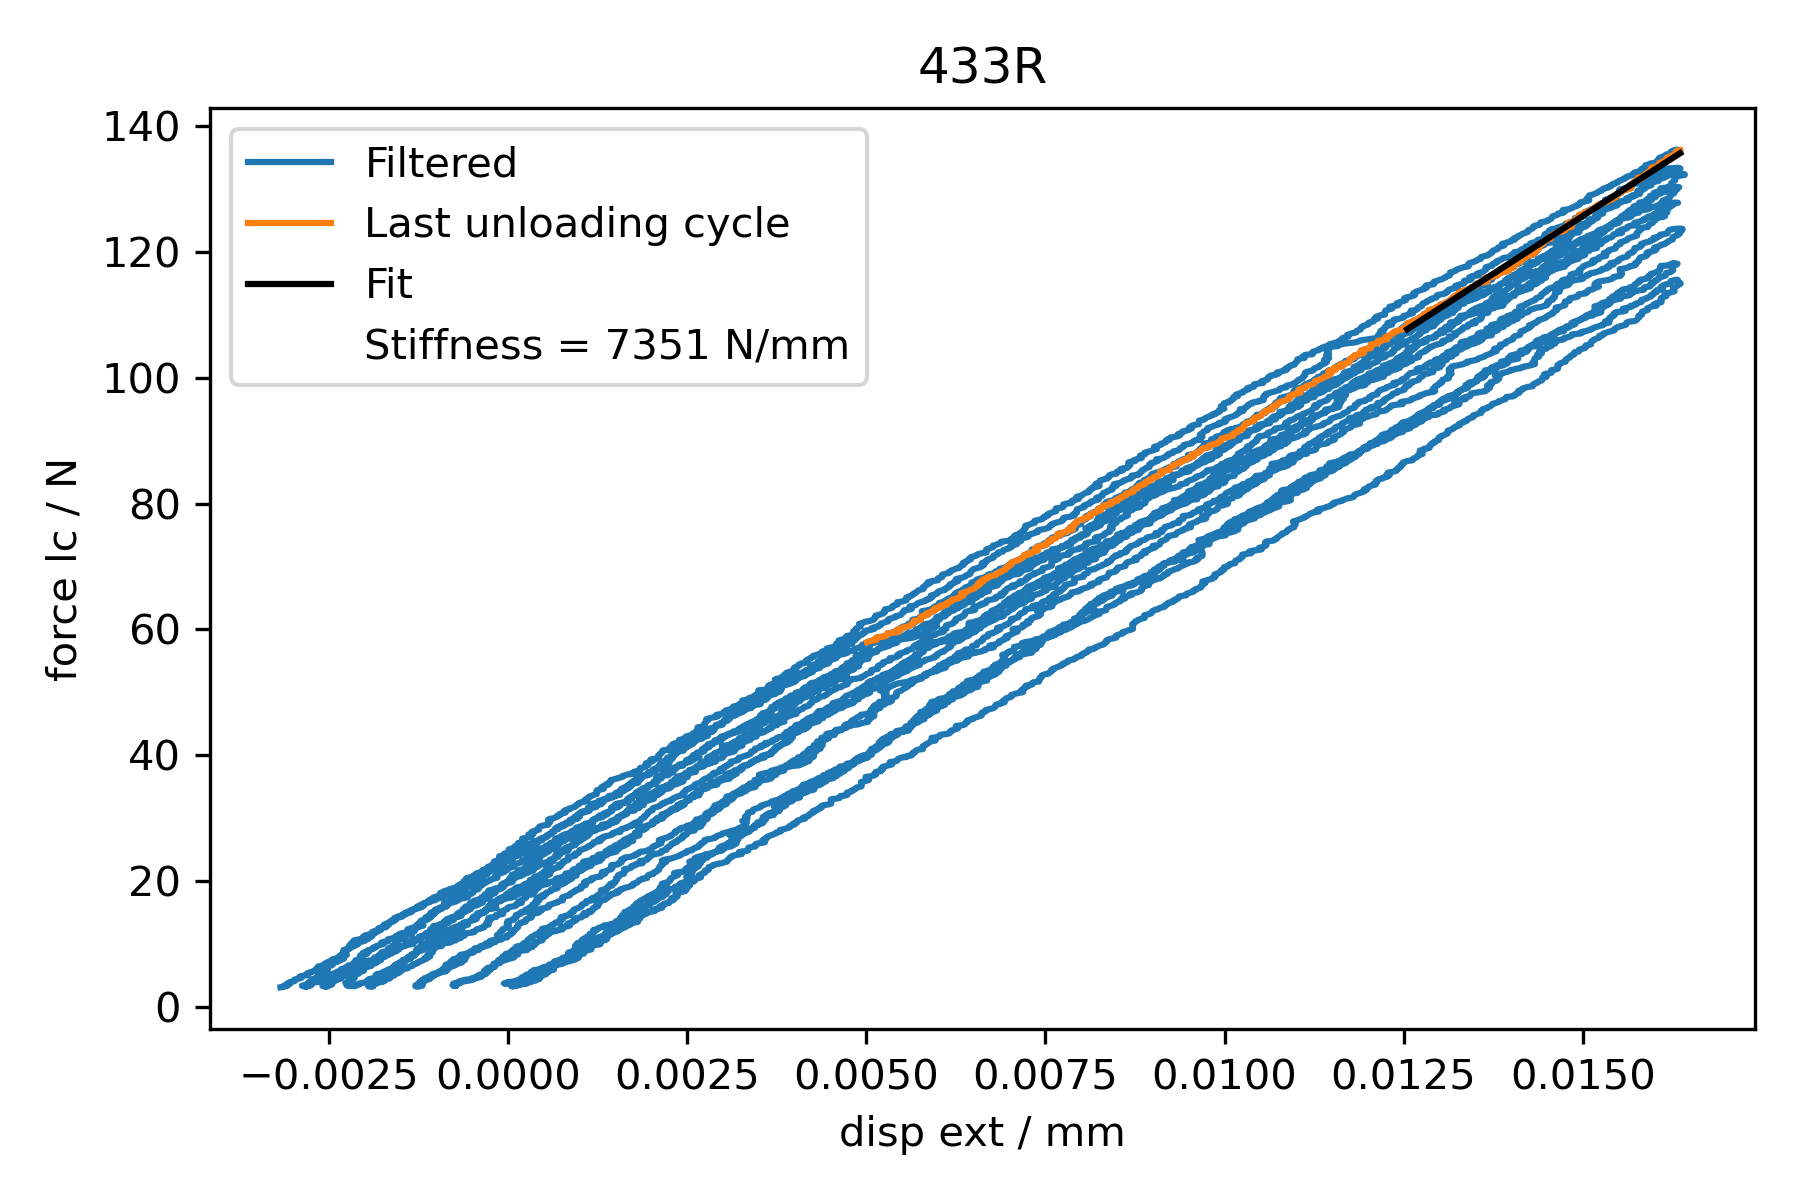 433R
140
120
100
80
60
40
20
0
force lc / N
Filtered
Last unloading cycle
Fit
Stiffness = 7351 N/mm
−0.0025 0.0000 0.0025 0.0050 0.0075 0.0100 0.0125 0.0150
disp ext / mm